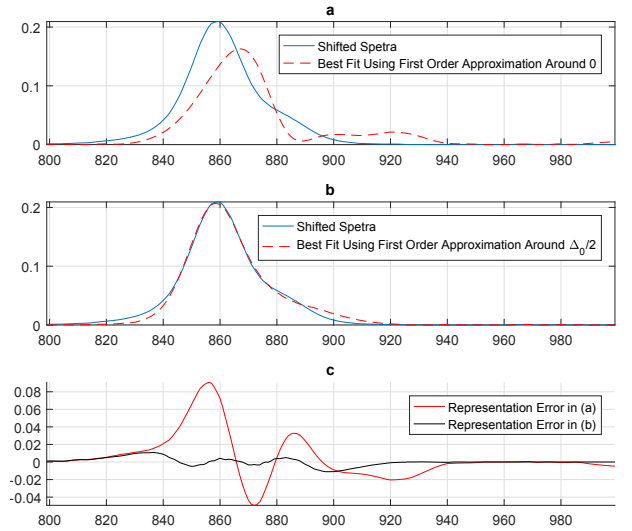 a
0.2
0.1
0
Shifted Spetra
Best Fit Using First Order Approximation Around 0
800 820 840 860 880 900 920 940 960 980
b
0.2
0.1
0
Shifted Spetra
Best Fit Using First Order Approximation Around Δ0/2
800 820 840 860 880 900 920 940 960 980
c
0.08
0.06
0.04
0.02
0
-0.02
-0.04
Representation Error in (a)
Representation Error in (b)
800 820 840 860 880 900 920 940 960 980